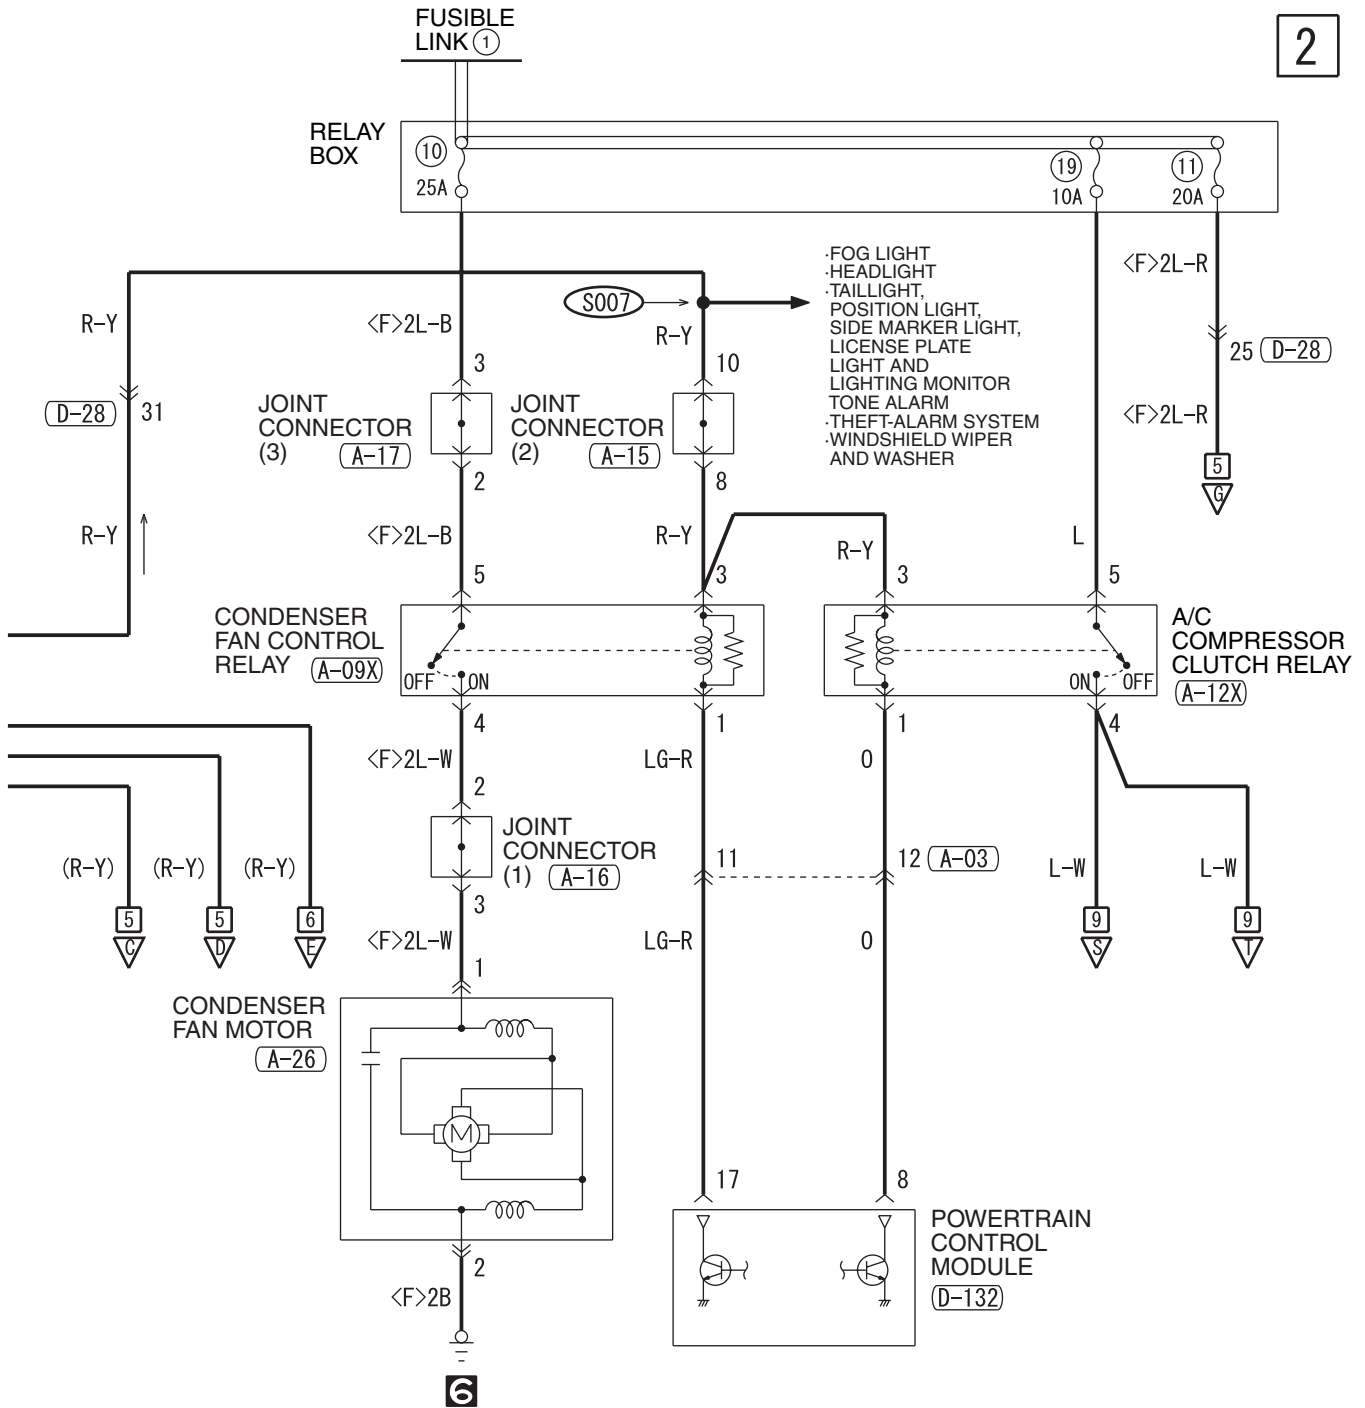 FUSIBLE
LINK ①
2
RELAY
BOX
⑩
25A
⑲
10A
⑪
20A
·FOG LIGHT
·HEADLIGHT
·TAILLIGHT,
POSITION LIGHT,
SIDE MARKER LIGHT,
LICENSE PLATE
LIGHT AND
LIGHTING MONITOR
TONE ALARM
·THEFT-ALARM SYSTEM
·WINDSHIELD WIPER
AND WASHER
<F>2L-R
S007
R-Y
<F>2L-B
R-Y
25 D-28
3
10
D-28 31
JOINT
CONNECTOR
(3) A-17
JOINT
CONNECTOR
(2) A-15
<F>2L-R
5
G
2
8
R-Y
<F>2L-B
R-Y
R-Y
L
5
3
3
5
CONDENSER
FAN CONTROL
RELAY A-09X
OFF ON
A/C
COMPRESSOR
CLUTCH RELAY
A-12X
ON OFF
4
1
1
4
<F>2L-W
LG-R
O
2
JOINT
CONNECTOR
(1) A-16
11
12 A-03
(R-Y) (R-Y) (R-Y)
L-W
L-W
3
5
C
5
D
6
E
9
S
9
T
<F>2L-W
LG-R
O
1
CONDENSER
FAN MOTOR
A-26
M
17
8
POWERTRAIN
CONTROL
MODULE
D-132
2
<F>2B
6